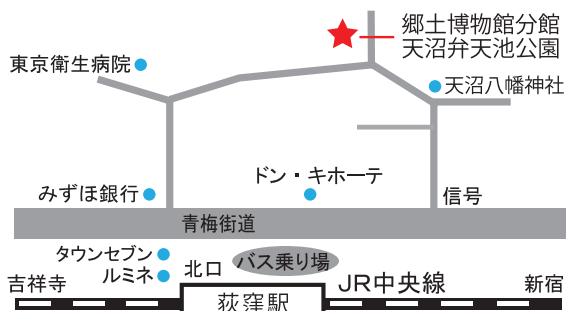 郷土博物館分館
天沼弁天池公園
東京衛生病院
天沼八幡神社
ドン・キホーテ
みずほ銀行
信号
青梅街道
タウンセブン
ルミネ
北口
バス乗り場
JR中央線
吉祥寺
新宿
荻窪駅